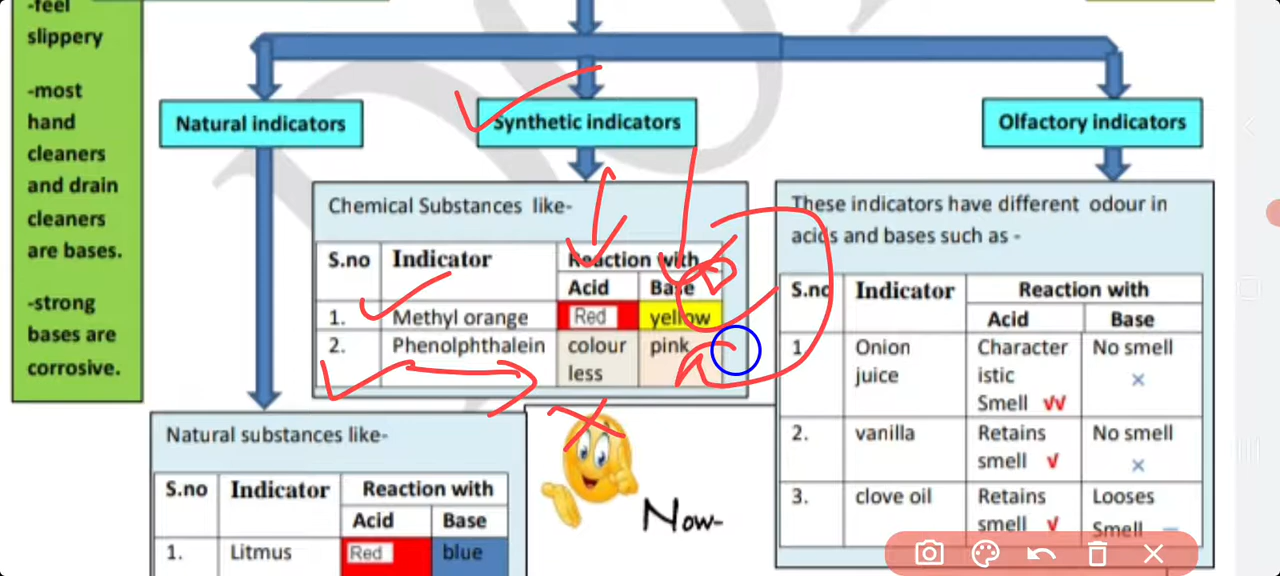 -feel
slippery
-most
hand
cleaners
and drain
cleaners
are bases.
-strong
bases are
corrosive.
Natural indicators
Synthetic indicators
Olfactory indicators
Chemical Substances like-
S.no Indicator Reaction with
Acid Base
1. Methyl orange Red yellow
2. Phenolphthalein colour pink
less
These indicators have different odour in
acids and bases such as -
S.no Indicator Reaction with
Acid Base
1 Onion Character No smell
juice istic
Smell
2. vanilla Retains No smell
smell
3. clove oil Retains Looses
smell Smell
Natural substances like-
S.no Indicator Reaction with
Acid Base
1. Litmus Red blue
Now-